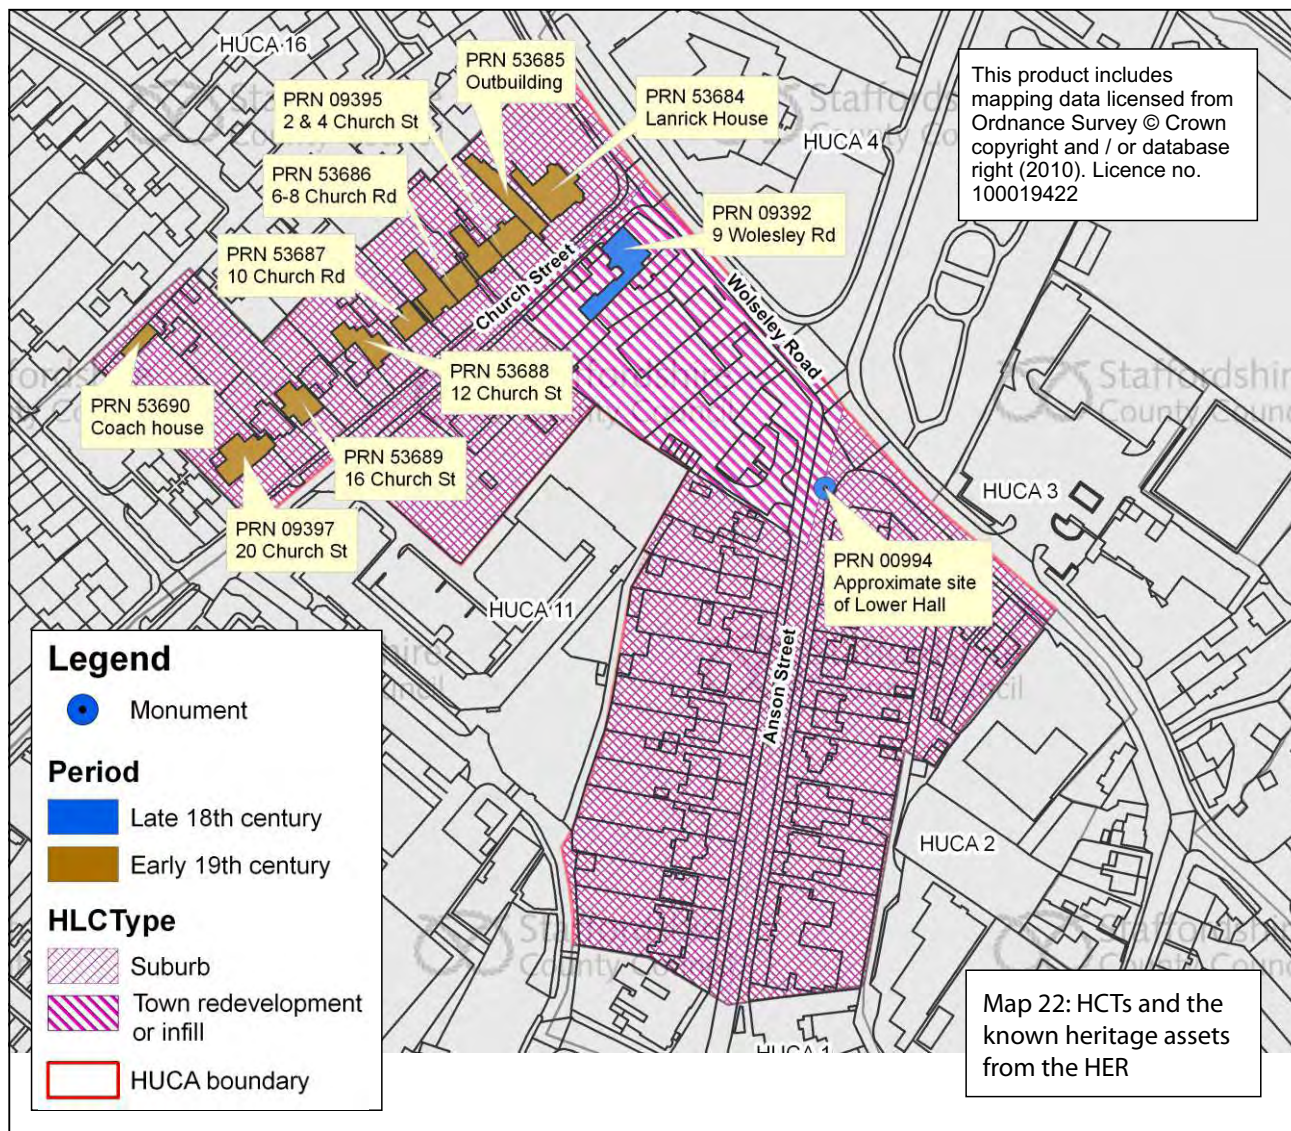 HUCA 16
PRN 53685
Outbuilding
PRN 09395
2 & 4 Church St
PRN 53684
Lanrick House
HUCA 4
This product includes
mapping data licensed from
Ordnance Survey © Crown
copyright and / or database
right (2010). Licence no.
100019422
PRN 53686
6-8 Church Rd
PRN 09392
9 Wolesley Rd
PRN 53687
10 Church Rd
Church Street
Wolseley Road
PRN 53688
12 Church St
PRN 53690
Coach house
PRN 53689
16 Church St
PRN 09397
20 Church St
Staffordshire
County Council
HUCA 3
PRN 00994
Approximate site
of Lower Hall
HUCA 11
Anson Street
HUCA 2
HUCA 1
Legend
Monument
Period
Late 18th century
Early 19th century
HLCType
Suburb
Town redevelopment
or infill
HUCA boundary
Map 22: HCTs and the
known heritage assets
from the HER